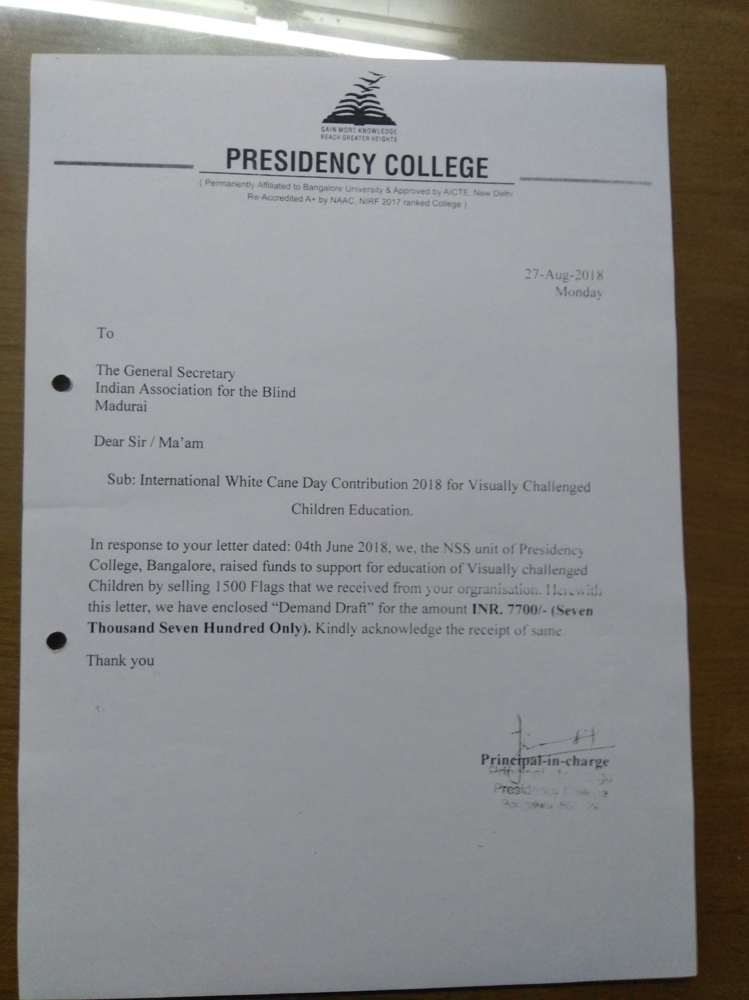 GAIN MORE KNOWLEDGE
REACH GREATER HEIGHTS
PRESIDENCY COLLEGE
( Permanently Affiliated to Bangalore University & Approved by AICTE, New Delhi
Re-Accredited A+ by NAAC, NIRF 2017 ranked College )
27-Aug-2018
Monday
To
The General Secretary
Indian Association for the Blind
Madurai
Dear Sir / Ma’am
Sub: International White Cane Day Contribution 2018 for Visually Challenged
Children Education.
In response to your letter dated: 04th June 2018, we, the NSS unit of Presidency
College, Bangalore, raised funds to support for education of Visually challenged
Children by selling 1500 Flags that we received from your orgranisation. Herewith
this letter, we have enclosed “Demand Draft” for the amount INR. 7700/- (Seven
Thousand Seven Hundred Only). Kindly acknowledge the receipt of same.
Thank you
Principal-in-charge
Presidency